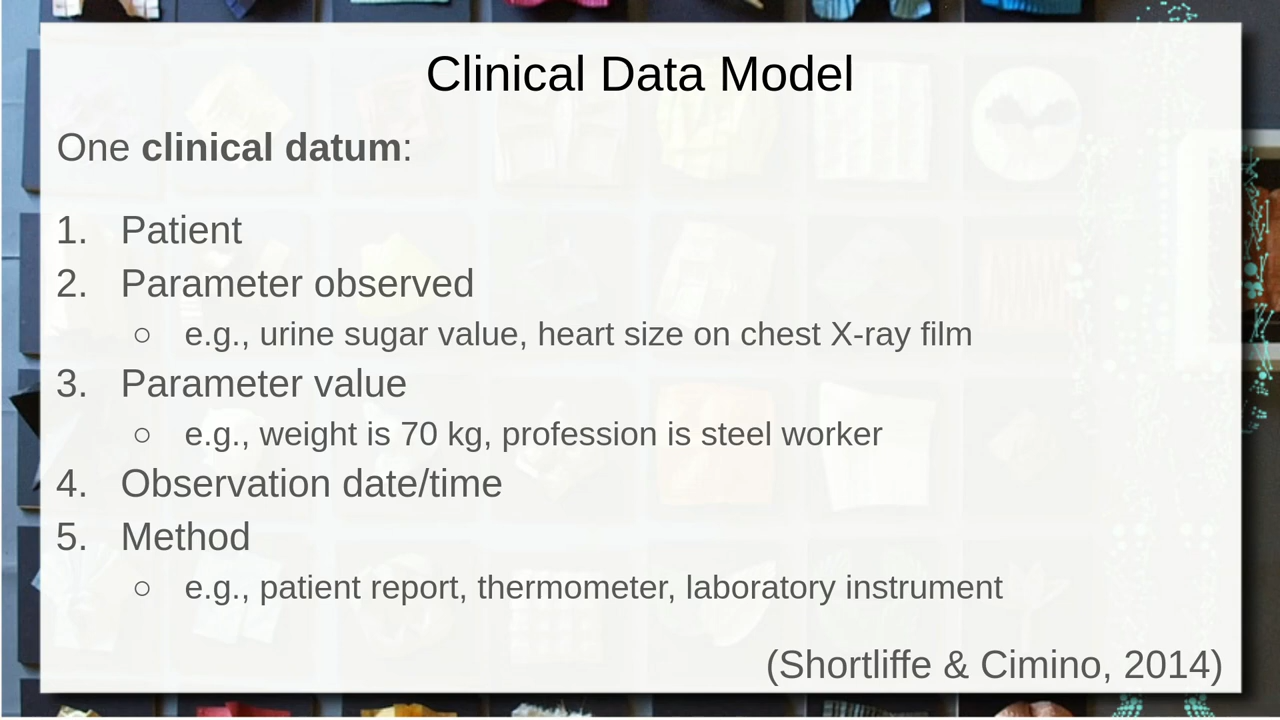 Clinical Data Model
One clinical datum:
1. Patient
2. Parameter observed
○ e.g., urine sugar value, heart size on chest X-ray film
3. Parameter value
○ e.g., weight is 70 kg, profession is steel worker
4. Observation date/time
5. Method
○ e.g., patient report, thermometer, laboratory instrument
(Shortliffe & Cimino, 2014)